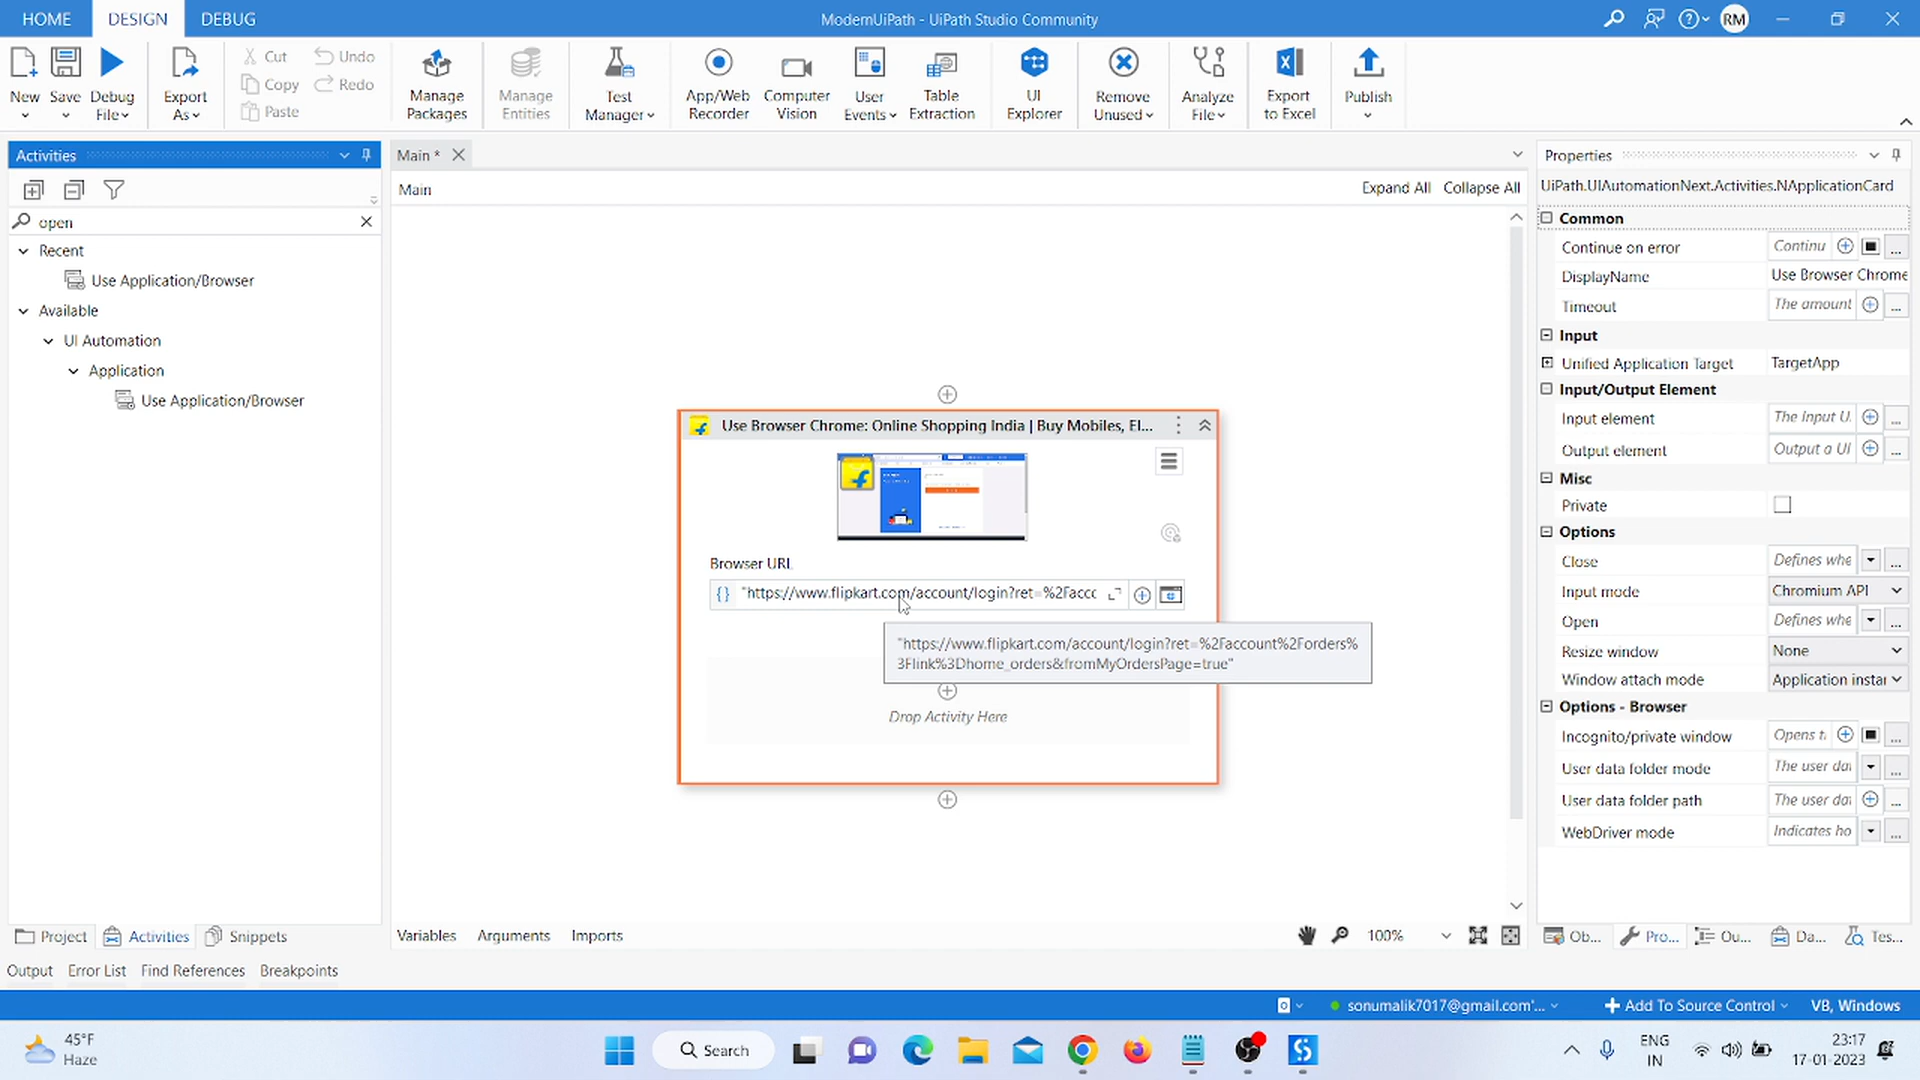 HOME DESIGN DEBUG ModernUiPath - UiPath Studio Community RM
New Save Debug File Export As Cut Copy Paste Undo Redo Manage Packages Manage Entities Test Manager App/Web Recorder Computer Vision User Events Table Extraction UI Explorer Remove Unused Analyze File Export to Excel Publish
Activities
open
Recent
Use Application/Browser
Available
UI Automation
Application
Use Application/Browser
Project Activities Snippets
Main *
Main Expand All Collapse All
Use Browser Chrome: Online Shopping India | Buy Mobiles, El...
Browser URL
"https://www.flipkart.com/account/login?ret=%2Facco
"https://www.flipkart.com/account/login?ret=%2Faccount%2Forders%
3Flink%3Dhome_orders&fromMyOrdersPage=true"
Drop Activity Here
Variables Arguments Imports 100%
Properties
UiPath.UIAutomationNext.Activities.NApplicationCard
Common
Continue on error Continu ...
DisplayName Use Browser Chrome
Timeout The amount ...
Input
Unified Application Target TargetApp
Input/Output Element
Input element The Input U. ...
Output element Output a UI ...
Misc
Private
Options
Close Defines whe ...
Input mode Chromium API
Open Defines whe ...
Resize window None
Window attach mode Application instar
Options - Browser
Incognito/private window Opens t. ...
User data folder mode The user dat ...
User data folder path The user dat ...
WebDriver mode Indicates ho ...
Ob... Pro... Ou... Da... Tes...
Output Error List Find References Breakpoints
sonumalik7017@gmail.com'... Add To Source Control VB, Windows
45°F
Haze
Search
ENG
IN
23:17
17-01-2023